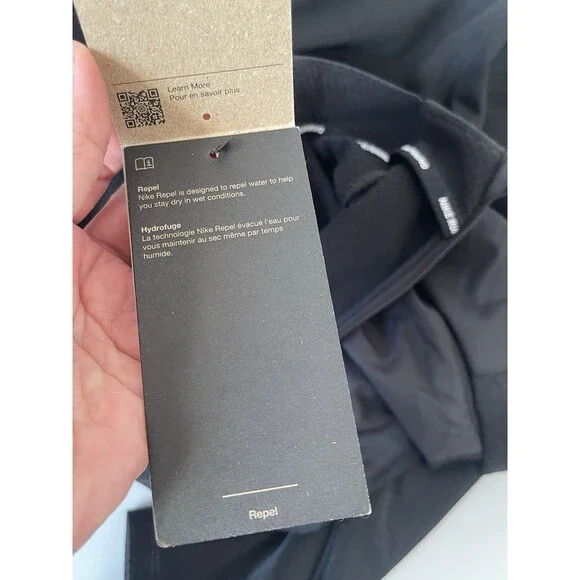 Learn More
Pour en savoir plus
Repel
Nike Repel is designed to repel water to help
you stay dry in wet conditions.
Hydrofuge
La technologie Nike Repel évacué l'eau pour
vous maintenir au sec même par temps
humide.
Repel